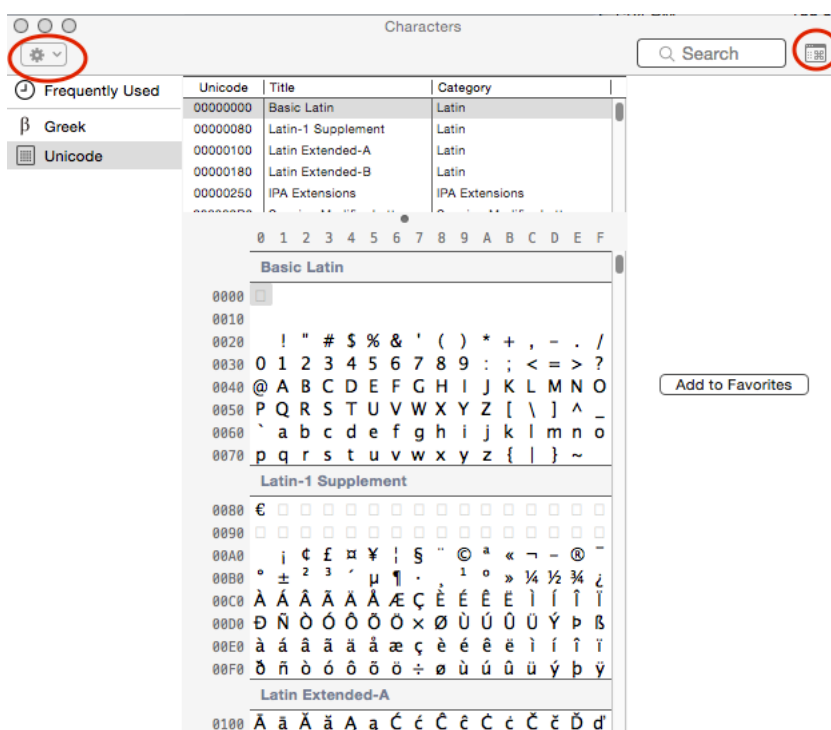 Characters
Search
Frequently Used
β Greek
Unicode
Unicode Title Category
00000000 Basic Latin Latin
00000080 Latin-1 Supplement Latin
00000100 Latin Extended-A Latin
00000180 Latin Extended-B Latin
00000250 IPA Extensions IPA Extensions
0 1 2 3 4 5 6 7 8 9 A B C D E F
Basic Latin
0000
0010
0020 ! " # $ % & ' ( ) * + , - . /
0030 0 1 2 3 4 5 6 7 8 9 : ; < = > ?
0040 @ A B C D E F G H I J K L M N O
0050 P Q R S T U V W X Y Z [ \ ] ^ _
0060 ` a b c d e f g h i j k l m n o
0070 p q r s t u v w x y z { | } ~
Add to Favorites
Latin-1 Supplement
0080 €
0090
00A0 ¡ ¢ £ ¤ ¥ ¦ § ¨ © ª « ¬ - ® ¯
00B0 ° ± ² ³ ´ µ ¶ · ¸ ¹ º » ¼ ½ ¾ ¿
00C0 À Á Â Ã Ä Å Æ Ç È É Ê Ë Ì Í Î Ï
00D0 Ð Ñ Ò Ó Ô Õ Ö × Ø Ù Ú Û Ü Ý Þ ß
00E0 à á â ã ä å æ ç è é ê ë ì í î ï
00F0 ð ñ ò ó ô õ ö ÷ ø ù ú û ü ý þ ÿ
Latin Extended-A
0100 Ā ā Ă ă Ą ą Ć ć Ĉ ĉ Ċ ċ Č č Ď ď